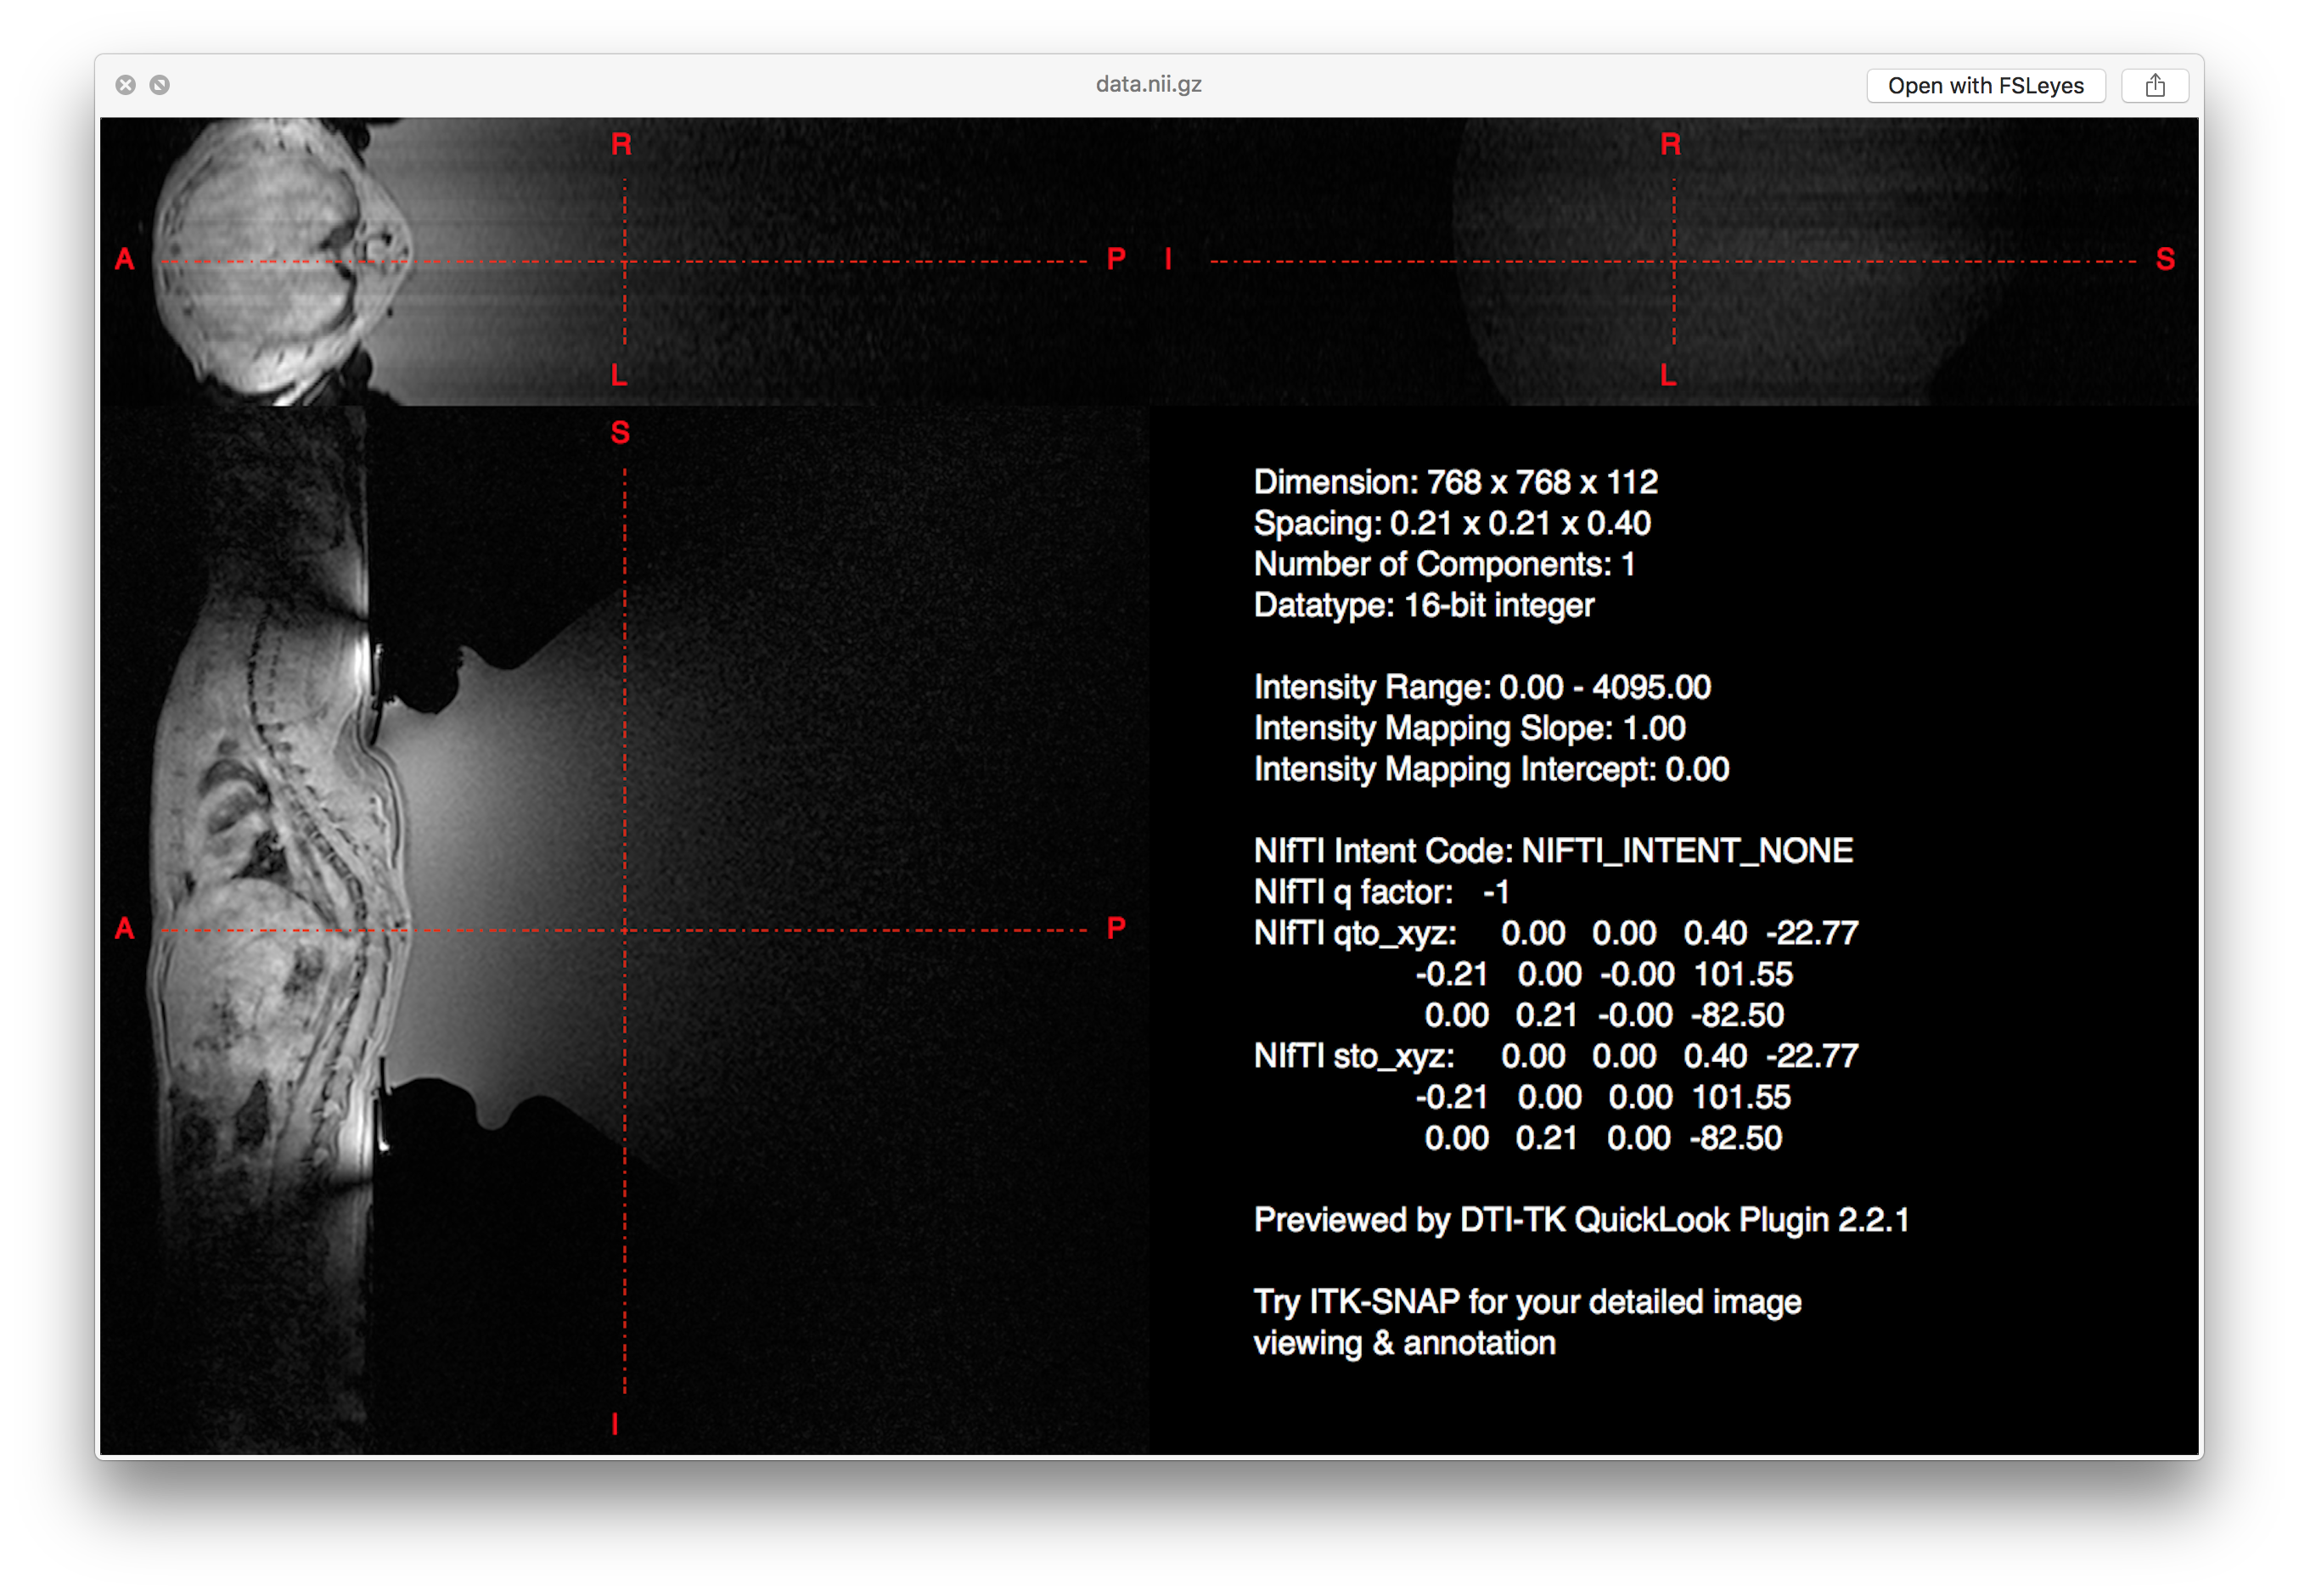 data.nii.gz
Open with FSLeyes
R
R
A
P
I
S
L
L
S
A
P
I
Dimension: 768 x 768 x 112
Spacing: 0.21 x 0.21 x 0.40
Number of Components: 1
Datatype: 16-bit integer
Intensity Range: 0.00 - 4095.00
Intensity Mapping Slope: 1.00
Intensity Mapping Intercept: 0.00
NIfTI Intent Code: NIFTI_INTENT_NONE
NIfTI q factor: -1
NIfTI qto_xyz: 0.00 0.00 0.40 -22.77
-0.21 0.00 -0.00 101.55
0.00 0.21 -0.00 -82.50
NIfTI sto_xyz: 0.00 0.00 0.40 -22.77
-0.21 0.00 0.00 101.55
0.00 0.21 0.00 -82.50
Previewed by DTI-TK QuickLook Plugin 2.2.1
Try ITK-SNAP for your detailed image
viewing & annotation